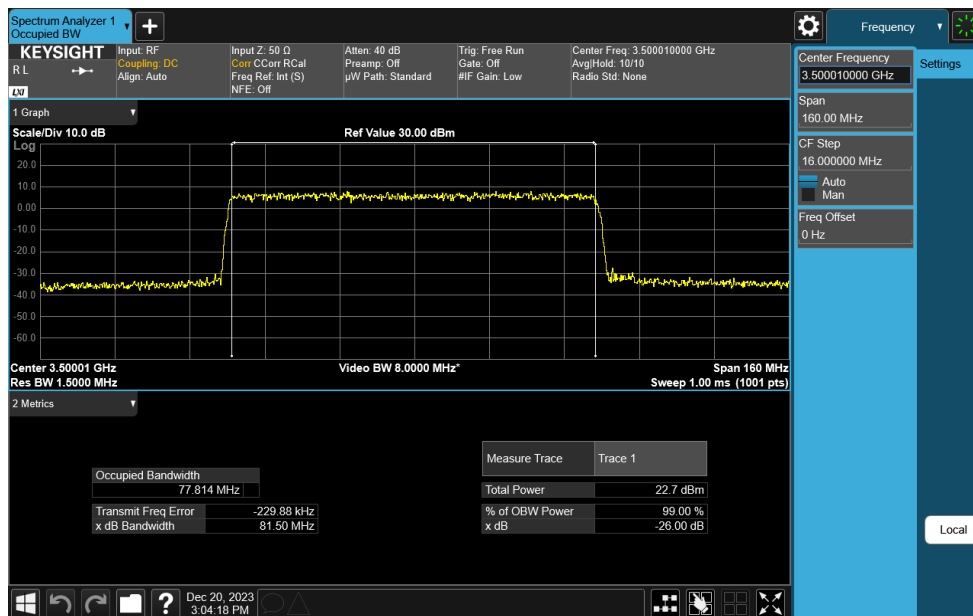 Spectrum Analyzer 1
Occupied BW
Frequency
KEYSIGHT
R L
LXI
Input: RF
Coupling: DC
Align: Auto
Input Z: 50 Ω
Corr CCorr RCal
Freq Ref: Int (S)
NFE: Off
Atten: 40 dB
Preamp: Off
µW Path: Standard
Trig: Free Run
Gate: Off
#IF Gain: Low
Center Freq: 3.500010000 GHz
Avg|Hold: 10/10
Radio Std: None
Center Frequency
3.500010000 GHz
Settings
Span
160.00 MHz
CF Step
16.000000 MHz
Auto
Man
Freq Offset
0 Hz
Local
1 Graph
Scale/Div 10.0 dB
Ref Value 30.00 dBm
Log
20.0
10.0
0.00
-10.0
-20.0
-30.0
-40.0
-50.0
-60.0
Center 3.50001 GHz
Video BW 8.0000 MHz*
Span 160 MHz
Res BW 1.5000 MHz
Sweep 1.00 ms (1001 pts)
2 Metrics
Occupied Bandwidth
77.814 MHz
Transmit Freq Error -229.88 kHz
x dB Bandwidth 81.50 MHz
Measure Trace Trace 1
Total Power 22.7 dBm
% of OBW Power 99.00 %
x dB -26.00 dB
?
Dec 20, 2023
3:04:18 PM